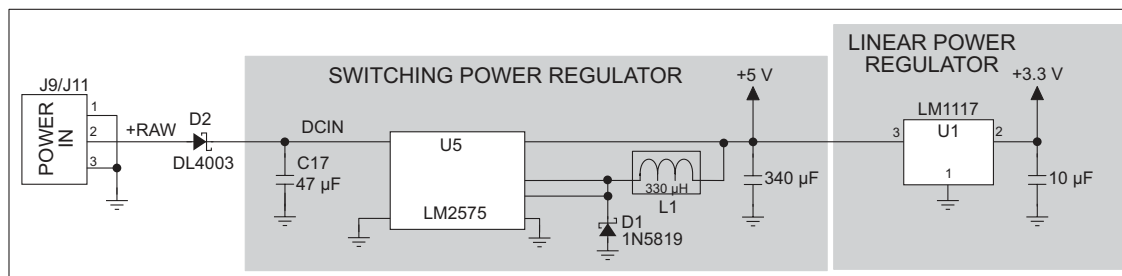 J9/J11
POWER
IN
1
2
3
+RAW
D2
DL4003
SWITCHING POWER REGULATOR
DCIN
C17
47 µF
U5
LM2575
330 µH
L1
D1
1N5819
+5 V
340 µF
LINEAR POWER
REGULATOR
LM1117
3
U1
2
1
+3.3 V
10 µF